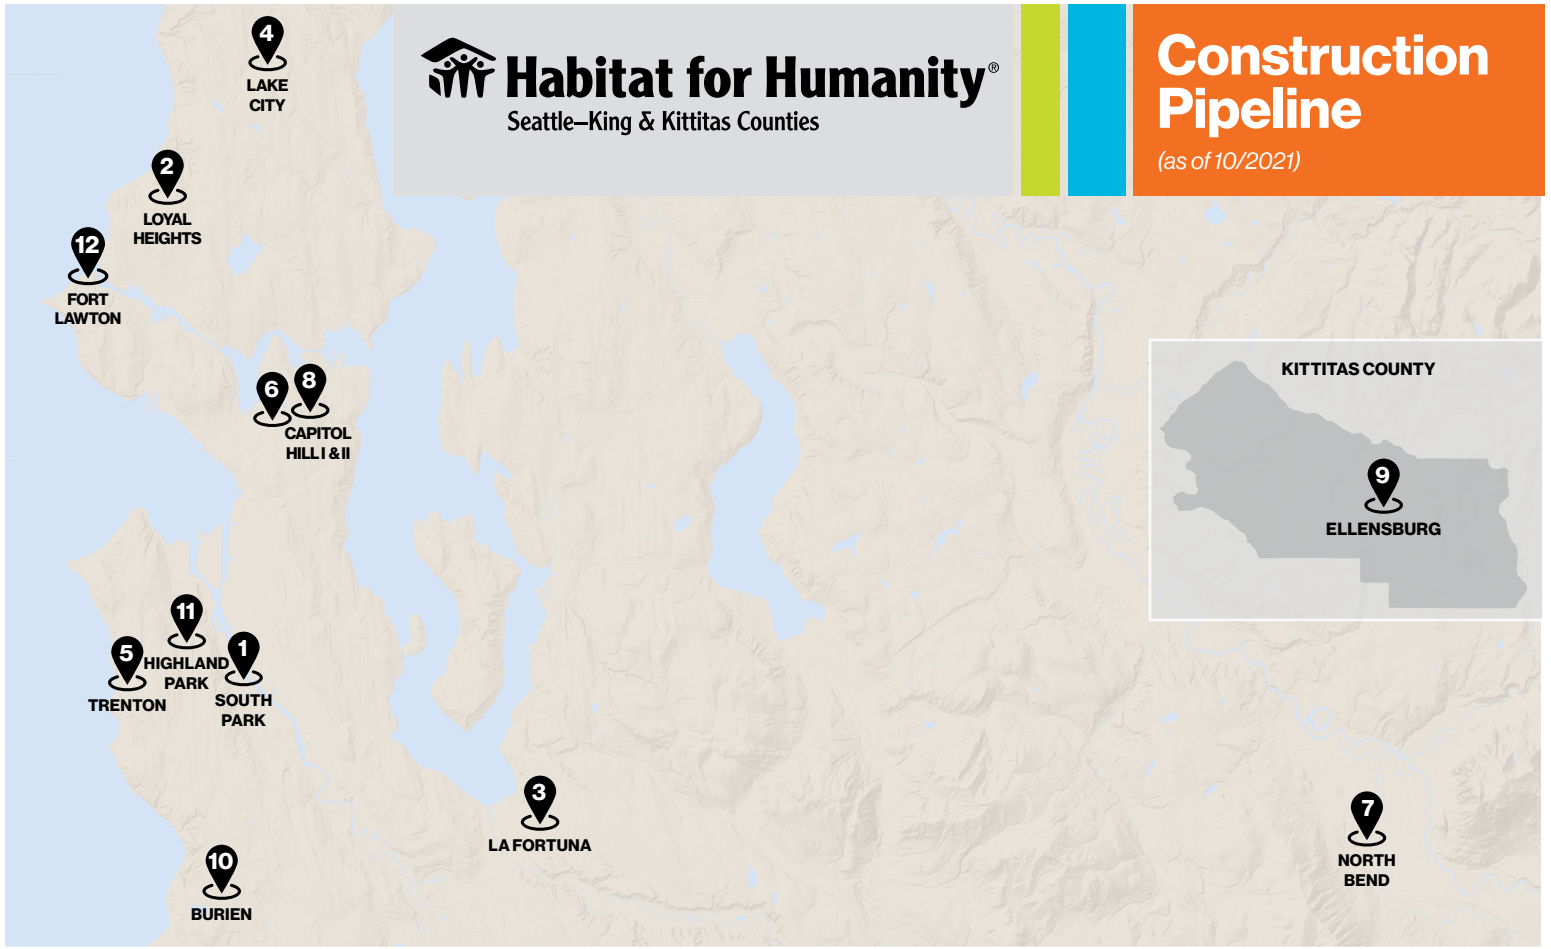 Habitat for Humanity®
Seattle–King & Kittitas Counties
Construction
Pipeline
(as of 10/2021)
4
LAKE
CITY
2
LOYAL
HEIGHTS
12
FORT
LAWTON
6
8
CAPITOL
HILL I & II
KITTITAS COUNTY
9
ELLENSBURG
11
HIGHLAND
PARK
5
TRENTON
1
SOUTH
PARK
3
LA FORTUNA
7
NORTH
BEND
10
BURIEN